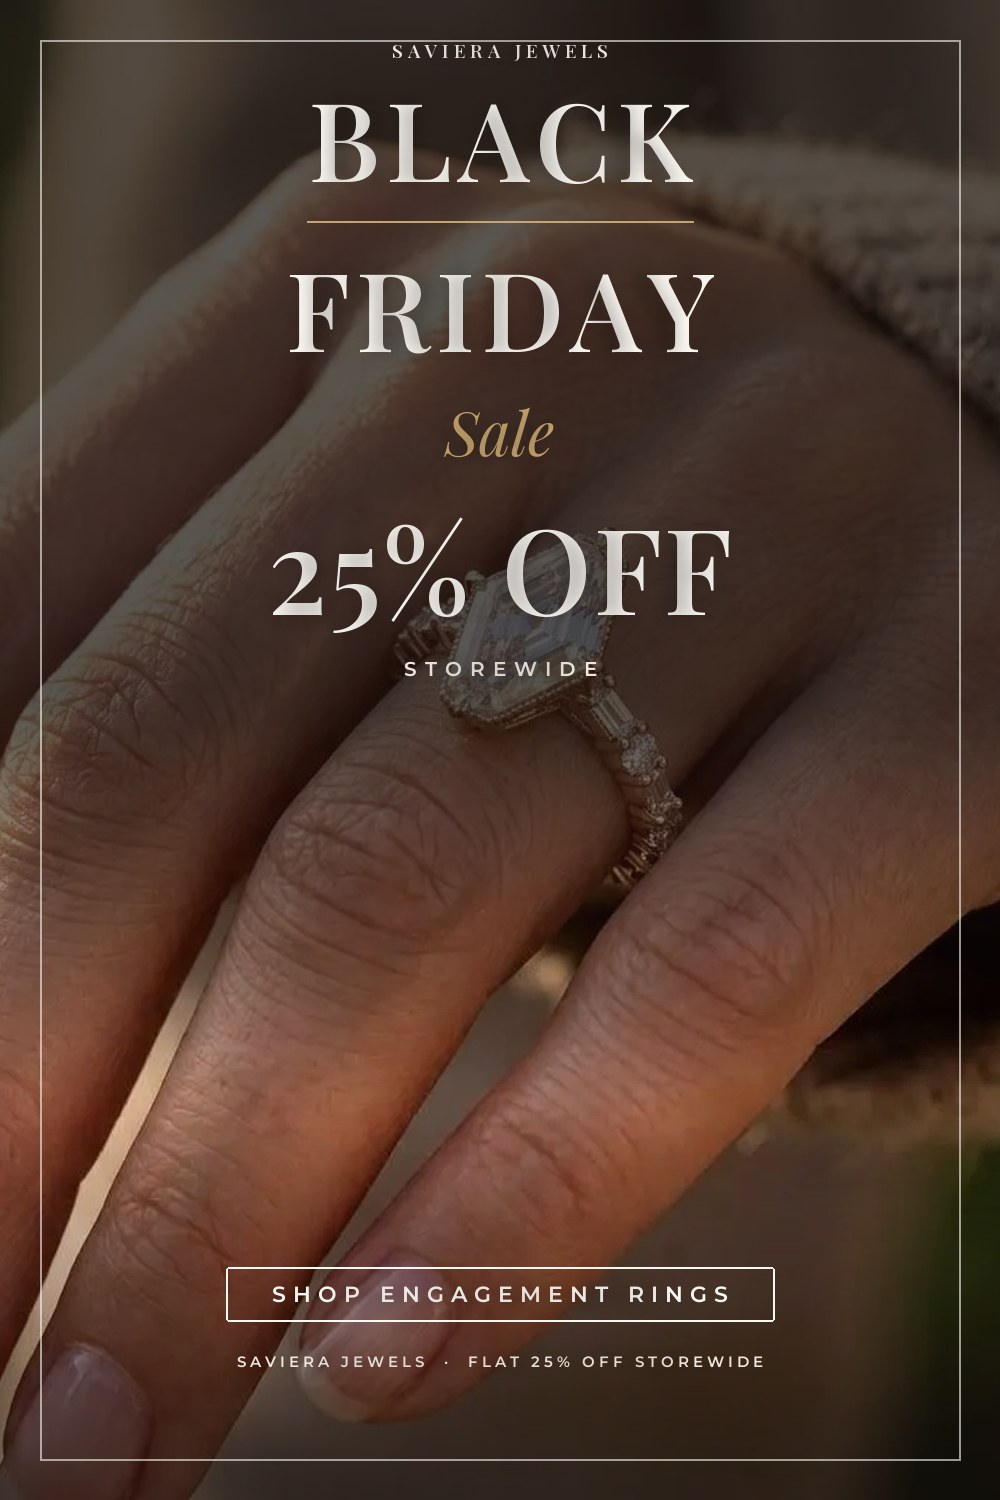 SAVIERA JEWELS
BLACK
FRIDAY
Sale
25% OFF
STOREWIDE
SHOP ENGAGEMENT RINGS
SAVIERA JEWELS · FLAT 25% OFF STOREWIDE